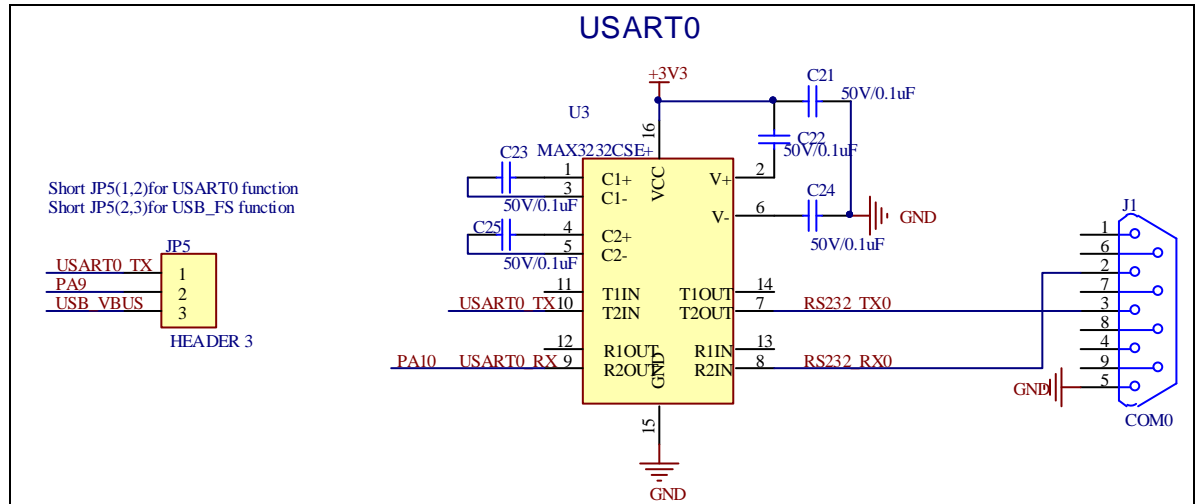 USART0
+3V3
C21
50V/0.1uF
U3
16
C22
50V/0.1uF
MAX3232CSE+
C23
1
C1+
VCC
V+
2
3
C1-
50V/0.1uF
Short JP5(1,2)for USART0 function
Short JP5(2,3)for USB_FS function
C24
V-
6
GND
50V/0.1uF
C25
4
C2+
5
C2-
50V/0.1uF
JP5
USART0_TX
1
PA9
2
USB_VBUS
3
HEADER 3
11
T1IN
T1OUT
14
USART0_TX
10
T2IN
T2OUT
7
RS232_TX0
12
R1OUT
R1IN
13
PA10
USART0_RX
9
R2OUT
GND
R2IN
8
RS232_RX0
15
GND
J1
1
6
2
7
3
8
4
9
5
GND
COM0